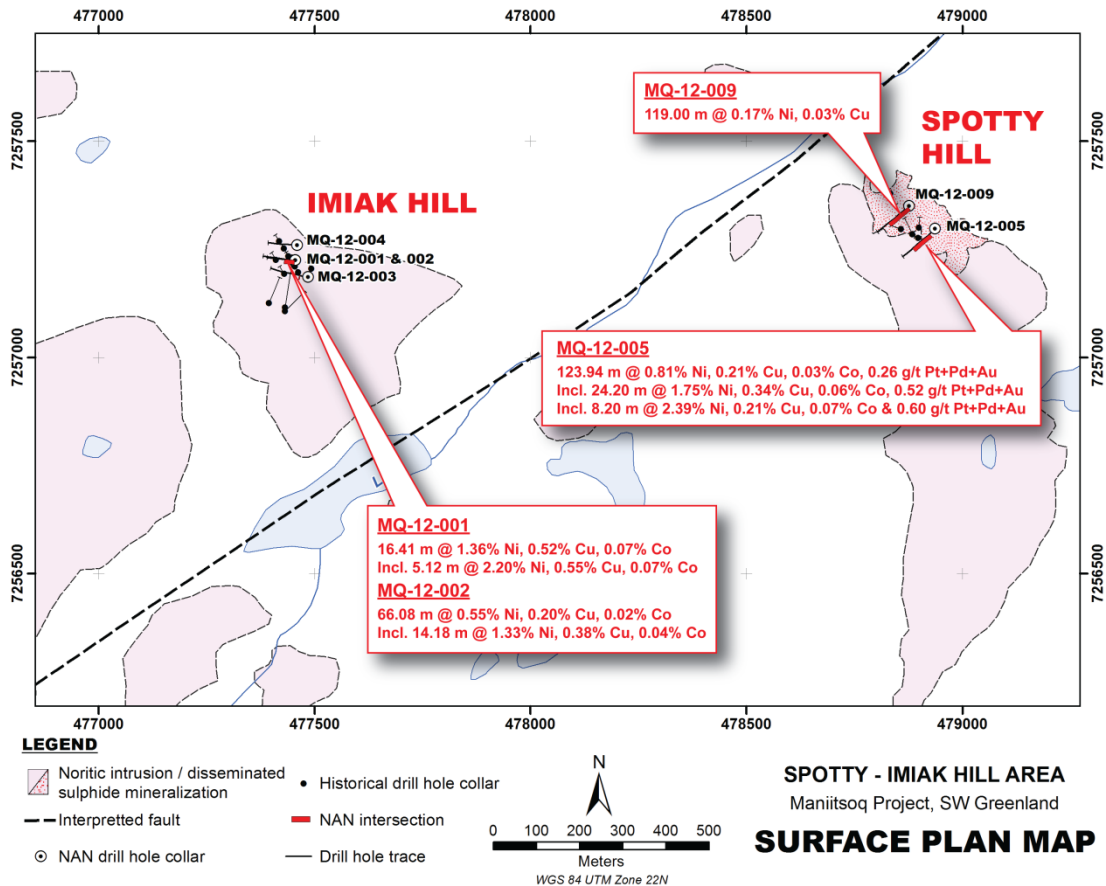 477000 477500 478000 478500 479000
7257500
7257000
7256500
7257500
7257000
7256500
MQ-12-009
119.00 m @ 0.17% Ni, 0.03% Cu
SPOTTY
HILL
MQ-12-009
MQ-12-005
IMIAK HILL
MQ-12-004
MQ-12-001 & 002
MQ-12-003
MQ-12-005
123.94 m @ 0.81% Ni, 0.21% Cu, 0.03% Co, 0.26 g/t Pt+Pd+Au
Incl. 24.20 m @ 1.75% Ni, 0.34% Cu, 0.06% Co, 0.52 g/t Pt+Pd+Au
Incl. 8.20 m @ 2.39% Ni, 0.21% Cu, 0.07% Co & 0.60 g/t Pt+Pd+Au
MQ-12-001
16.41 m @ 1.36% Ni, 0.52% Cu, 0.07% Co
Incl. 5.12 m @ 2.20% Ni, 0.55% Cu, 0.07% Co
MQ-12-002
66.08 m @ 0.55% Ni, 0.20% Cu, 0.02% Co
Incl. 14.18 m @ 1.33% Ni, 0.38% Cu, 0.04% Co
477000 477500 478000 478500 479000
LEGEND
Noritic intrusion / disseminated
sulphide mineralization
Interpretted fault
NAN drill hole collar
Historical drill hole collar
NAN intersection
Drill hole trace
N
0 100 200 300 400 500
Meters
WGS 84 UTM Zone 22N
SPOTTY - IMIAK HILL AREA
Maniitsoq Project, SW Greenland
SURFACE PLAN MAP